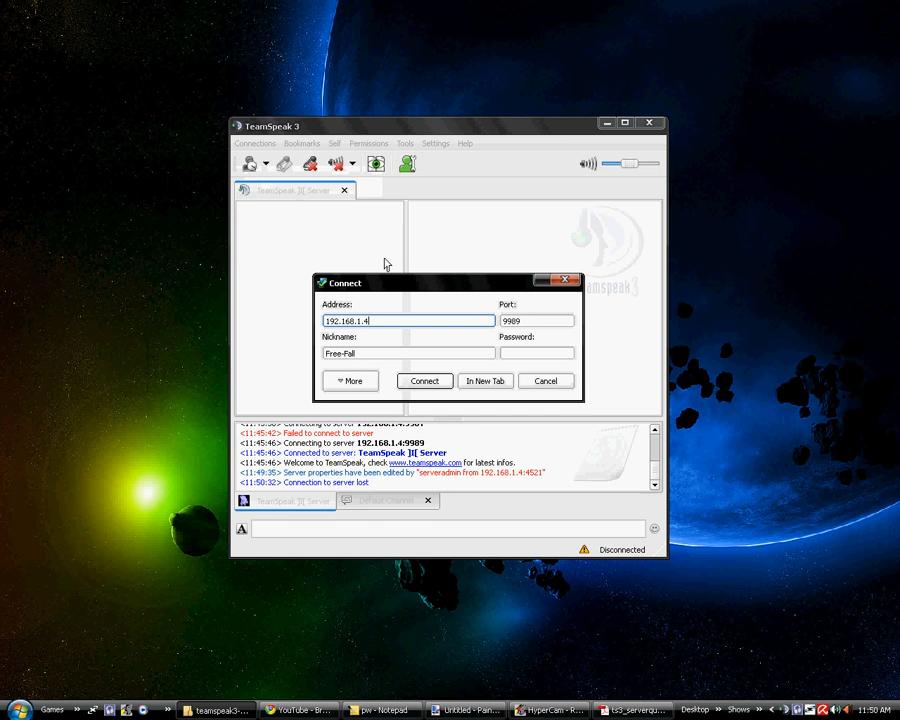 TeamSpeak 3
Connections Bookmarks Self Permissions Tools Settings Help
TeamSpeak ]I[ Server
teamspeak3
Connect
Address: Port:
192.168.1.4 9989
Nickname: Password:
Free-Fall
More Connect In New Tab Cancel
<11:45:42> Failed to connect to server
<11:45:46> Connecting to server 192.168.1.4:9989
<11:45:46> Connected to server: TeamSpeak ]I[ Server
<11:45:46> Welcome to TeamSpeak, check www.teamspeak.com for latest infos.
<11:49:35> Server properties have been edited by "serveradmin from 192.168.1.4:4521"
<11:50:32> Connection to server lost
TeamSpeak ]I[ Server Default Channel
A
Disconnected
Games » » teamspeak3-... YouTube - Br... pw - Notepad Untitled - Pain... HyperCam - R... ts3_serverqu... Desktop » Shows » 11:50 AM